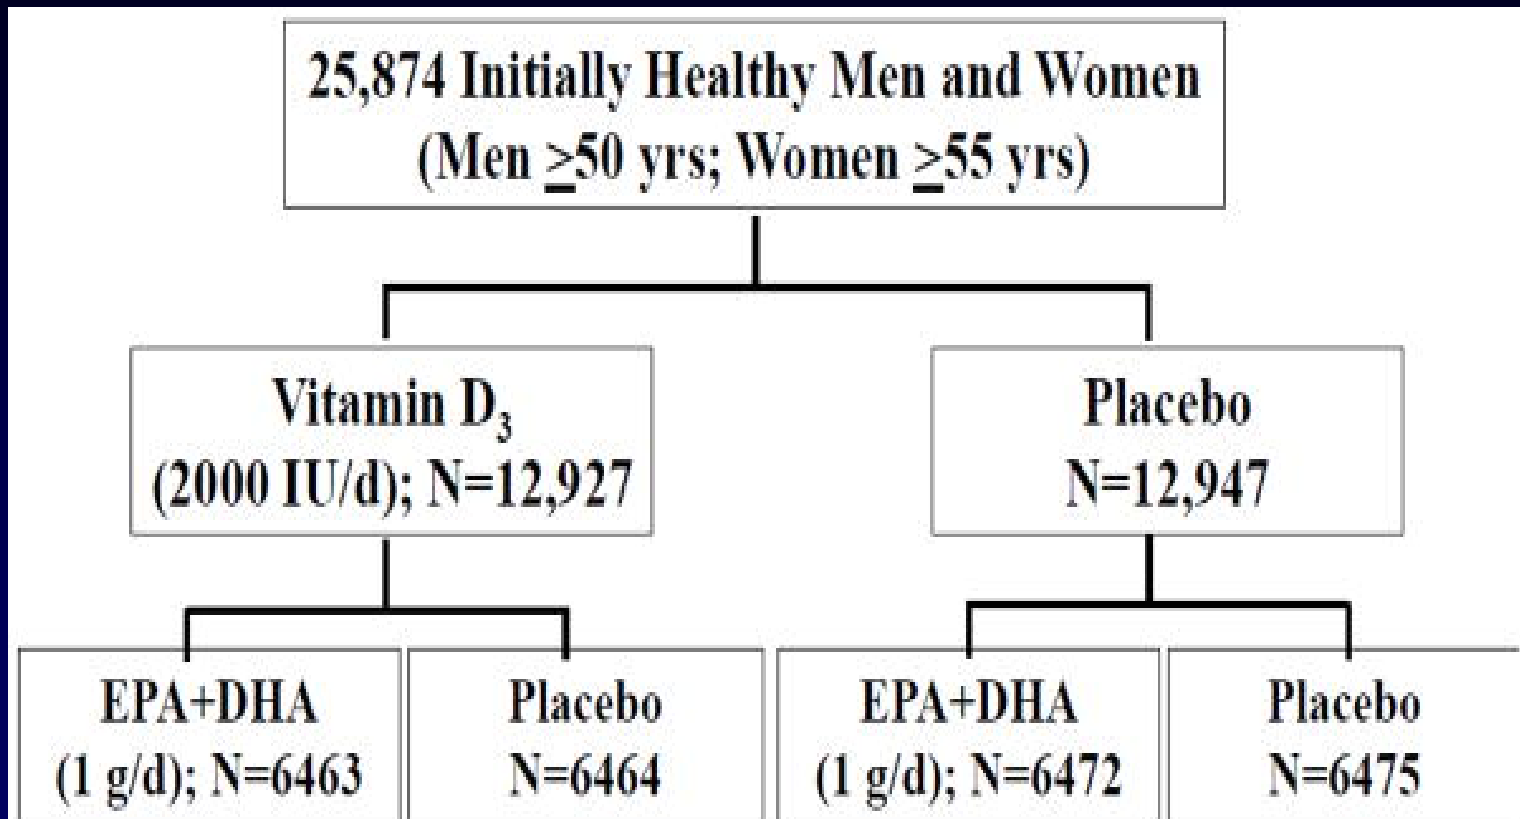 25,874 Initially Healthy Men and Women
(Men ≥50 yrs; Women ≥55 yrs)
Vitamin D₃
(2000 IU/d); N=12,927
Placebo
N=12,947
EPA+DHA
(1 g/d); N=6463
Placebo
N=6464
EPA+DHA
(1 g/d); N=6472
Placebo
N=6475